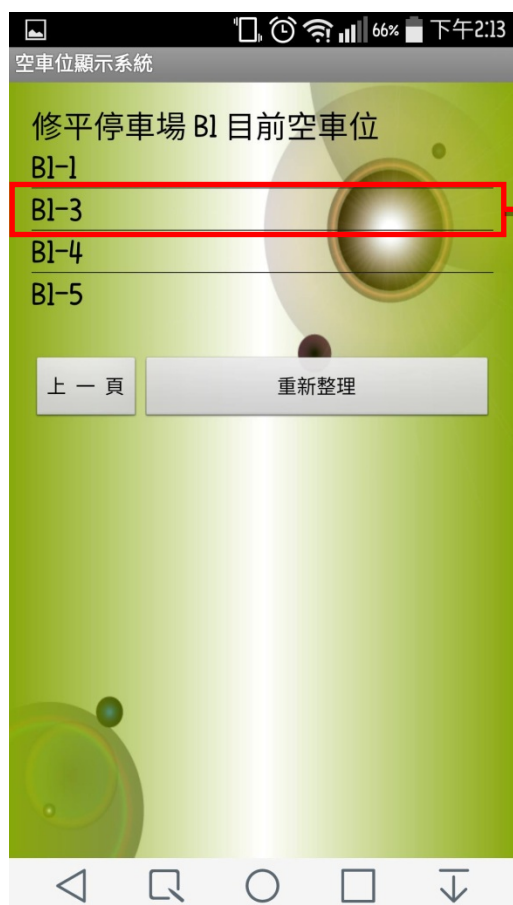 66% 下午2:13
空車位顯示系統
修平停車場 B1 目前空車位
B1-1
B1-3
B1-4
B1-5
上 一 頁 重新整理